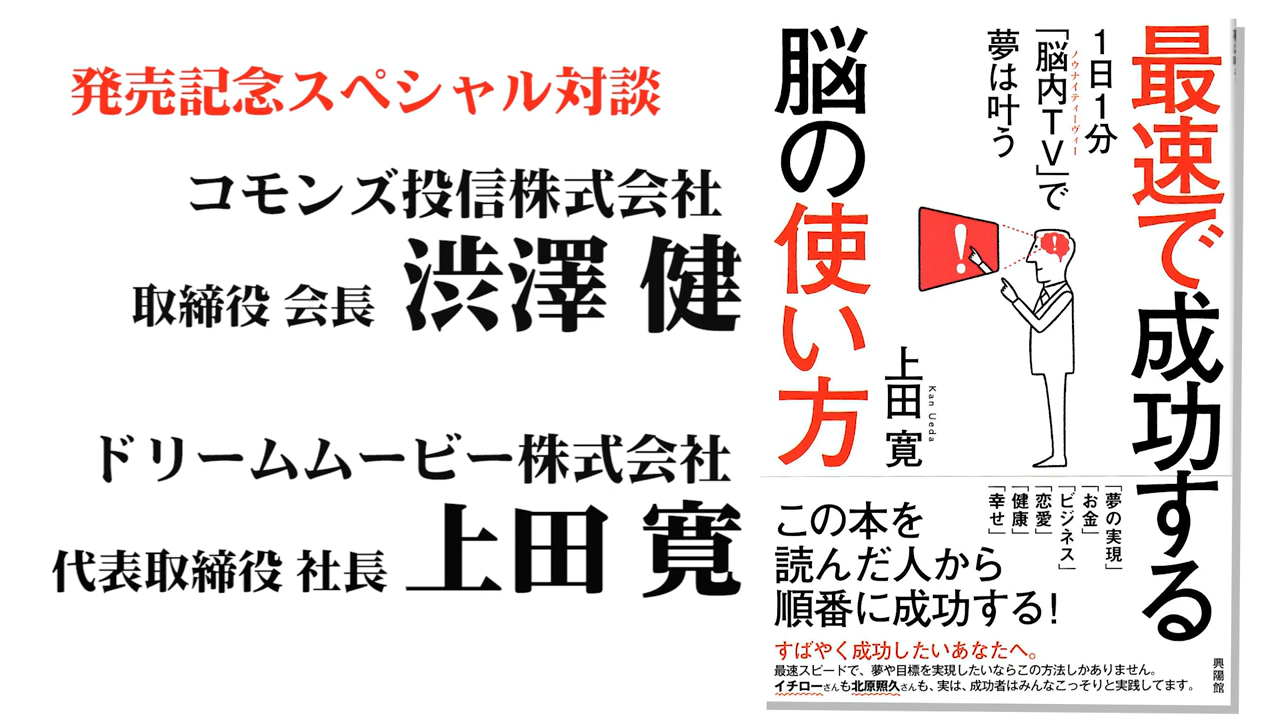 発売記念スペシャル対談
コモンズ投信株式会社
取締役 会長 渋澤 健
ドリームムービー株式会社
代表取締役 社長 上田 寛
最速で成功する
1日1分
「脳内TV」で
ノウナイティーヴィー
夢は叶う
脳の使い方
上田 寛
Kan Ueda
「夢の実現」
「お金」
「ビジネス」
「恋愛」
「健康」
「幸せ」
この本を
読んだ人から
順番に成功する!
すばやく成功したいあなたへ。
最速スピードで、夢や目標を実現したいならこの方法しかありません。
イチローさんも北原照久さんも、実は、成功者はみんなこっそりと実践してます。
興陽館